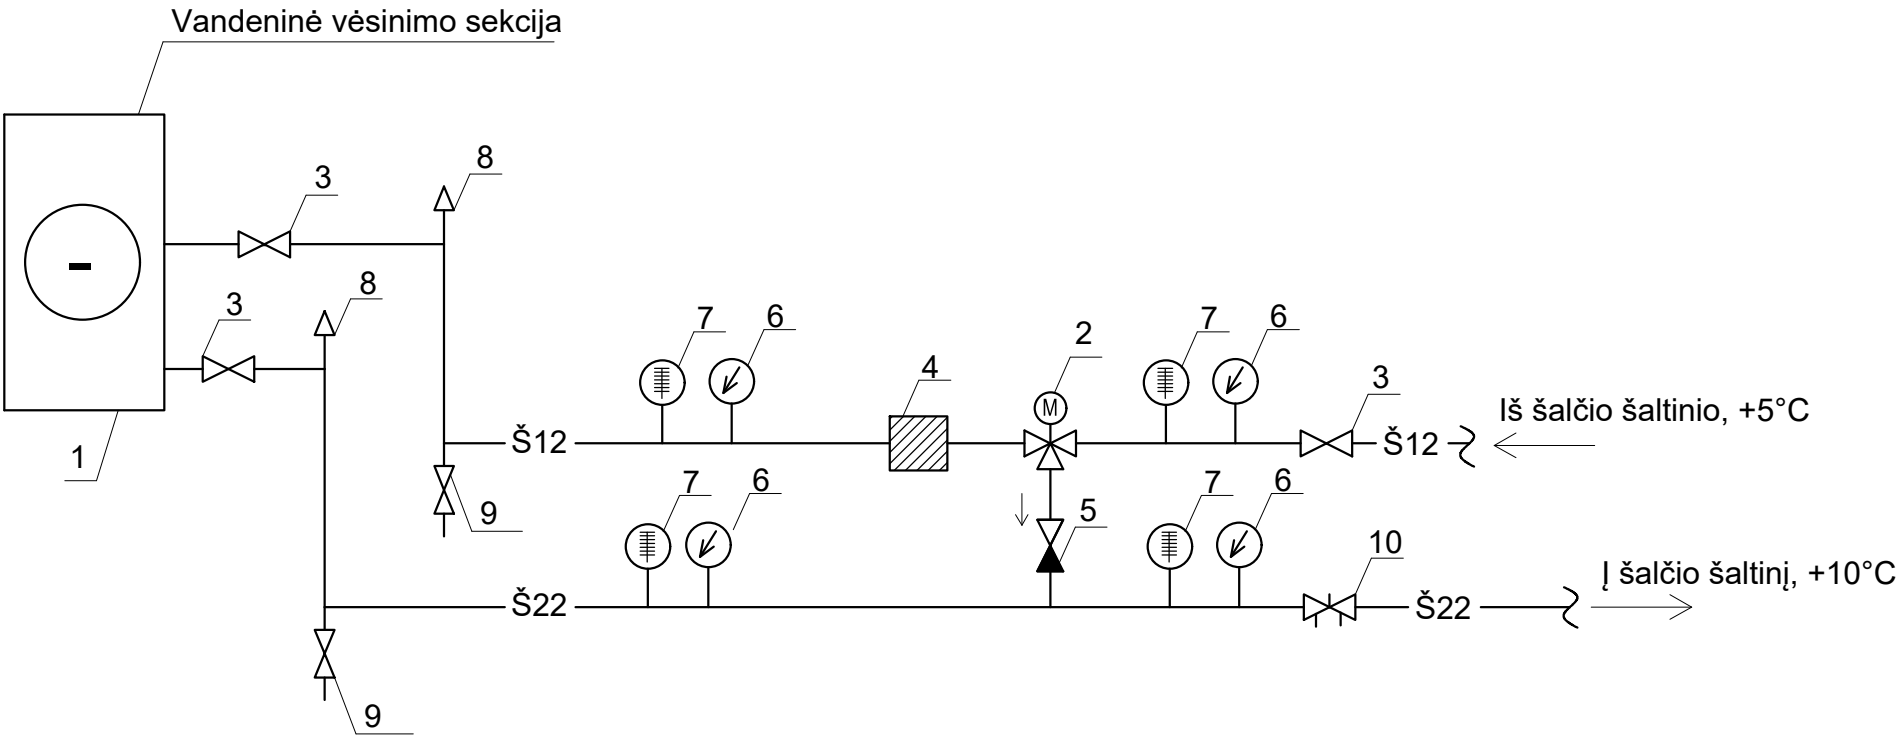 Vandeninė vėsinimo sekcija
3
8
-
8
3
7
6
2
7
6
4
3
M
Iš šalčio šaltinio, +5°C
1
Š12
Š12
7
6
7
6
9
5
10
Į šalčio šaltinį, +10°C
Š22
Š22
9